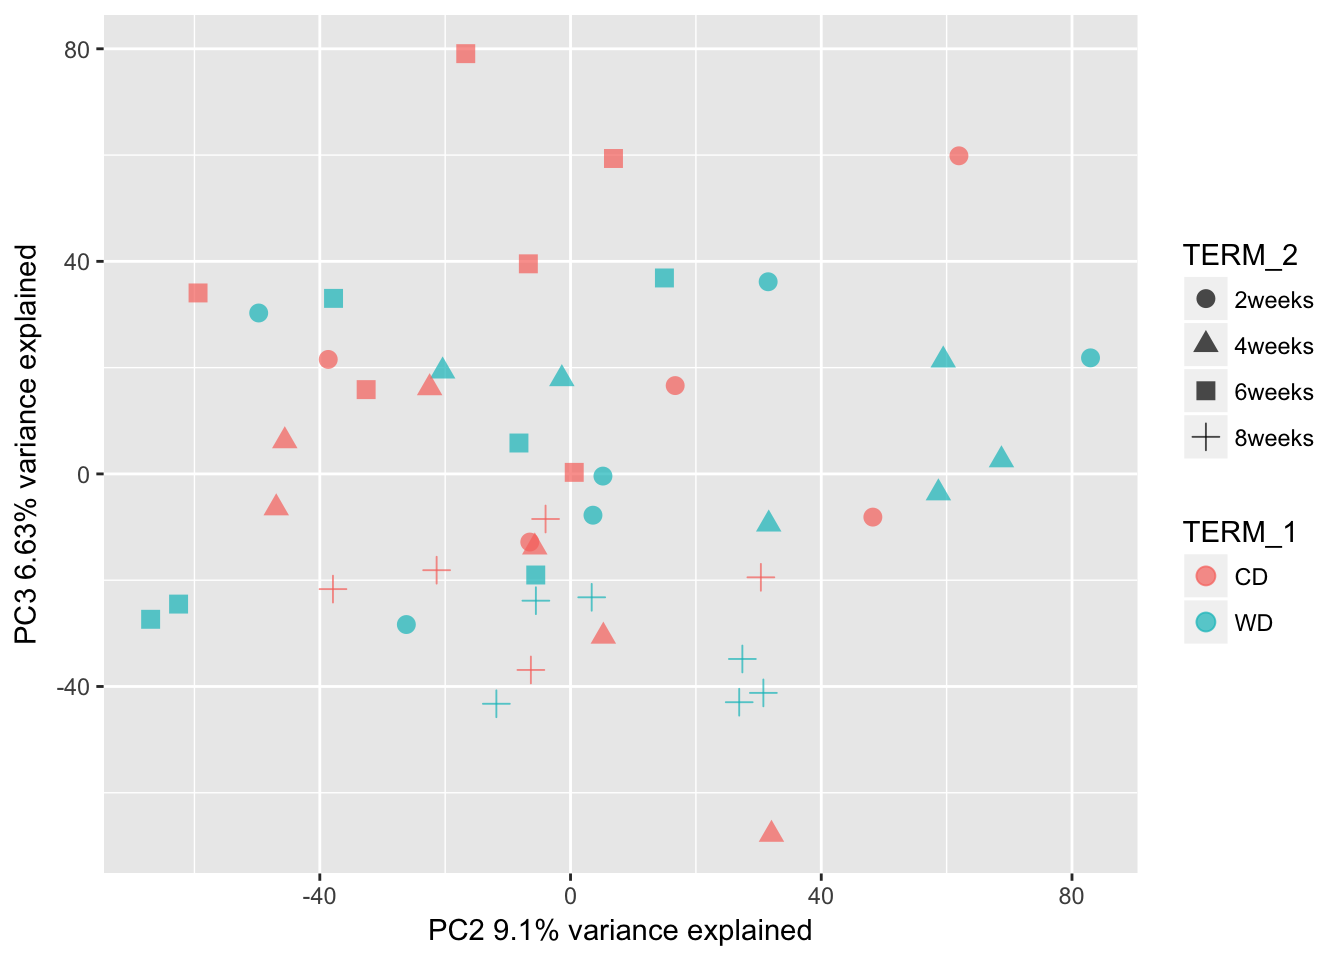 80
40
0
-40
PC3 6.63% variance explained
-40
0
40
80
PC2 9.1% variance explained
TERM_2
2weeks
4weeks
6weeks
8weeks
TERM_1
CD
WD